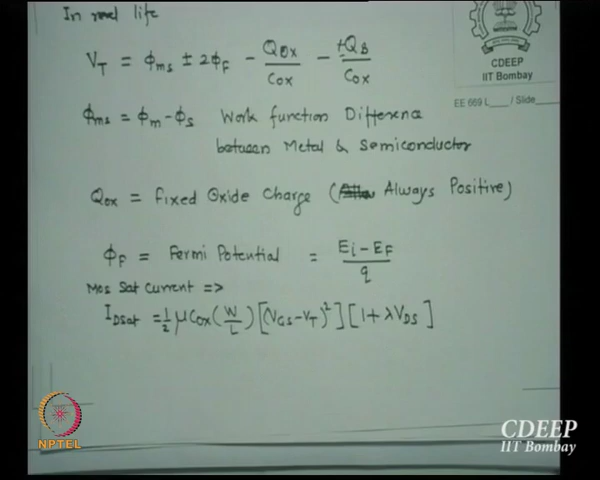 In real life
CDEEP
IIT Bombay
V_T = ϕ_ms ± 2ϕ_F - Q_ox/C_ox - ±Q_B/C_ox
EE 669 L____ / Slide____
ϕ_ms = ϕ_m - ϕ_s Work function Difference
between Metal & Semiconductor
Q_ox = fixed Oxide Charge ( Always Positive)
ϕ_F = Fermi Potential = E_i - E_F / q
Mos Sat Current =>
I_Dsat = 1/2 μ C_ox (W/L) [(V_GS - V_T)^2] [1 + λV_DS]
NPTEL
CDEEP
IIT Bombay